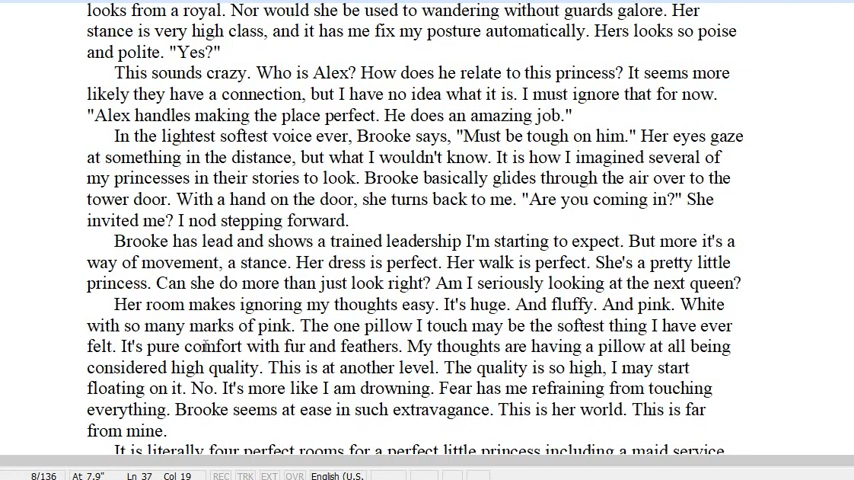 looks from a royal. Nor would she be used to wandering without guards galore. Her
stance is very high class, and it has me fix my posture automatically. Hers looks so poise
and polite. "Yes?"
This sounds crazy. Who is Alex? How does he relate to this princess? It seems more
likely they have a connection, but I have no idea what it is. I must ignore that for now.
"Alex handles making the place perfect. He does an amazing job."
In the lightest softest voice ever, Brooke says, "Must be tough on him." Her eyes gaze
at something in the distance, but what I wouldn't know. It is how I imagined several of
my princesses in their stories to look. Brooke basically glides through the air over to the
tower door. With a hand on the door, she turns back to me. "Are you coming in?" She
invited me? I nod stepping forward.
Brooke has lead and shows a trained leadership I'm starting to expect. But more it's a
way of movement, a stance. Her dress is perfect. Her walk is perfect. She's a pretty little
princess. Can she do more than just look right? Am I seriously looking at the next queen?
Her room makes ignoring my thoughts easy. It's huge. And fluffy. And pink. White
with so many marks of pink. The one pillow I touch may be the softest thing I have ever
felt. It's pure comfort with fur and feathers. My thoughts are having a pillow at all being
considered high quality. This is at another level. The quality is so high, I may start
floating on it. No. It's more like I am drowning. Fear has me refraining from touching
everything. Brooke seems at ease in such extravagance. This is her world. This is far
from mine.
It is literally four perfect rooms for a perfect little princess including a maid service
8/136 At 7.9" Ln 37 Col 19 REC TRK EXT OVR English (U.S.